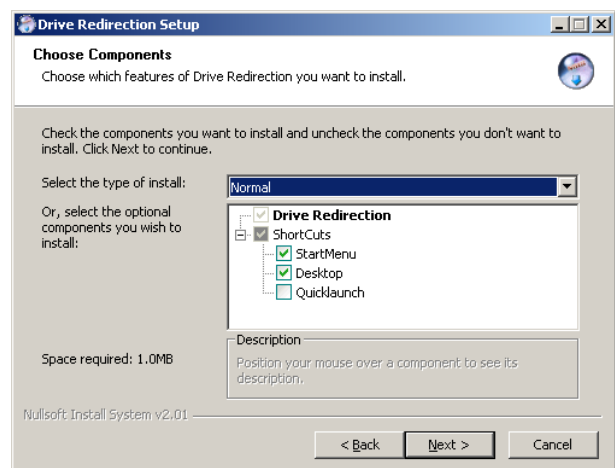 Drive Redirection Setup
Choose Components
Choose which features of Drive Redirection you want to install.
Check the components you want to install and uncheck the components you don't want to
install. Click Next to continue.
Select the type of install:
Normal
Or, select the optional
components you wish to
install:
Drive Redirection
ShortCuts
StartMenu
Desktop
Quicklaunch
Space required: 1.0MB
Description
Position your mouse over a component to see its
description.
Nullsoft Install System v2.01
< Back
Next >
Cancel